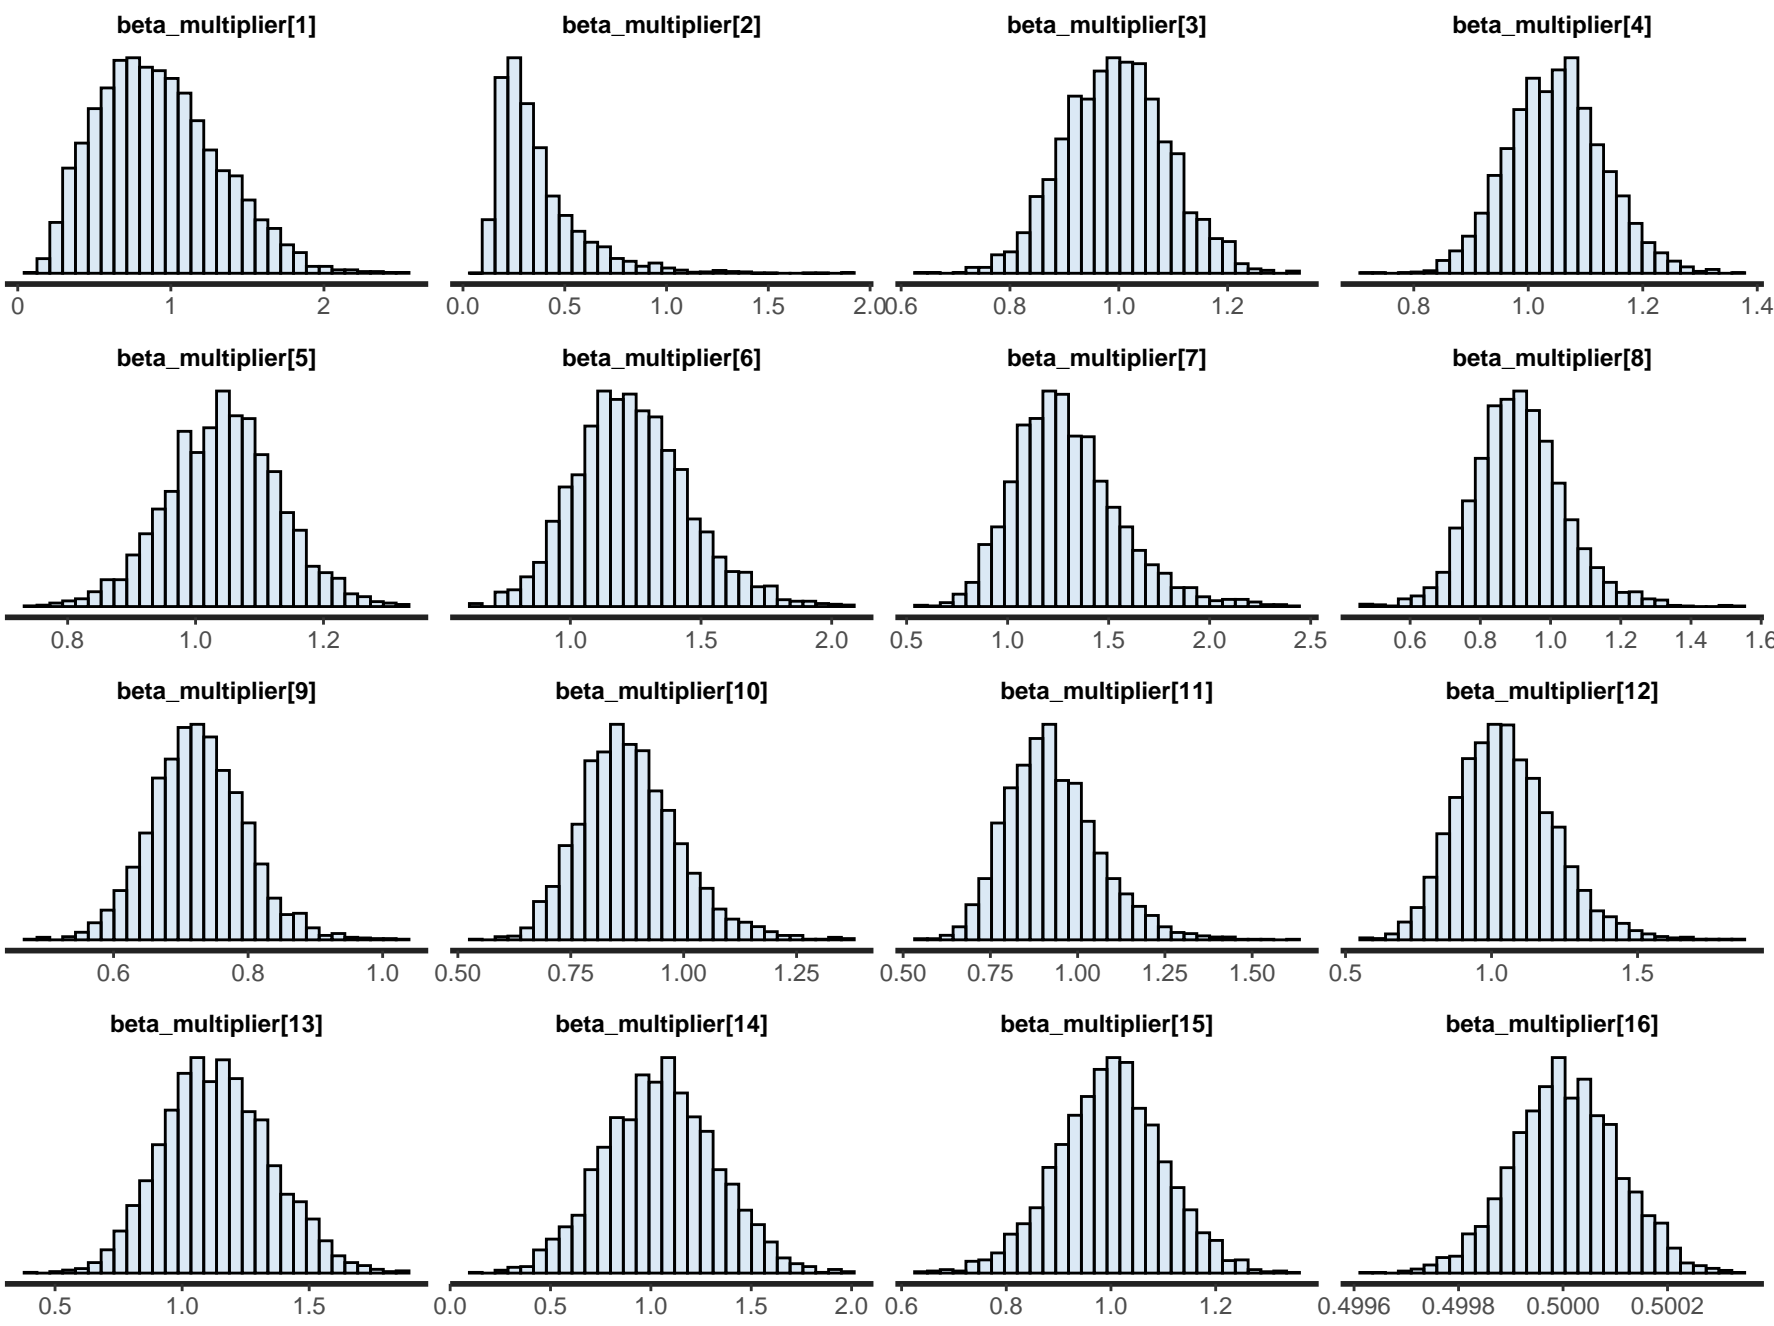 beta_multiplier[1] beta_multiplier[2] beta_multiplier[3] beta_multiplier[4]
0 1 2 0.0 0.5 1.0 1.5 2.0 0.6 0.8 1.0 1.2 0.8 1.0 1.2 1.4
beta_multiplier[5] beta_multiplier[6] beta_multiplier[7] beta_multiplier[8]
0.8 1.0 1.2 1.0 1.5 2.0 0.5 1.0 1.5 2.0 2.5 0.6 0.8 1.0 1.2 1.4 1.6
beta_multiplier[9] beta_multiplier[10] beta_multiplier[11] beta_multiplier[12]
0.6 0.8 1.0 0.50 0.75 1.00 1.25 0.50 0.75 1.00 1.25 1.50 0.5 1.0 1.5
beta_multiplier[13] beta_multiplier[14] beta_multiplier[15] beta_multiplier[16]
0.5 1.0 1.5 0.0 0.5 1.0 1.5 2.0 0.6 0.8 1.0 1.2 0.4996 0.4998 0.5000 0.5002